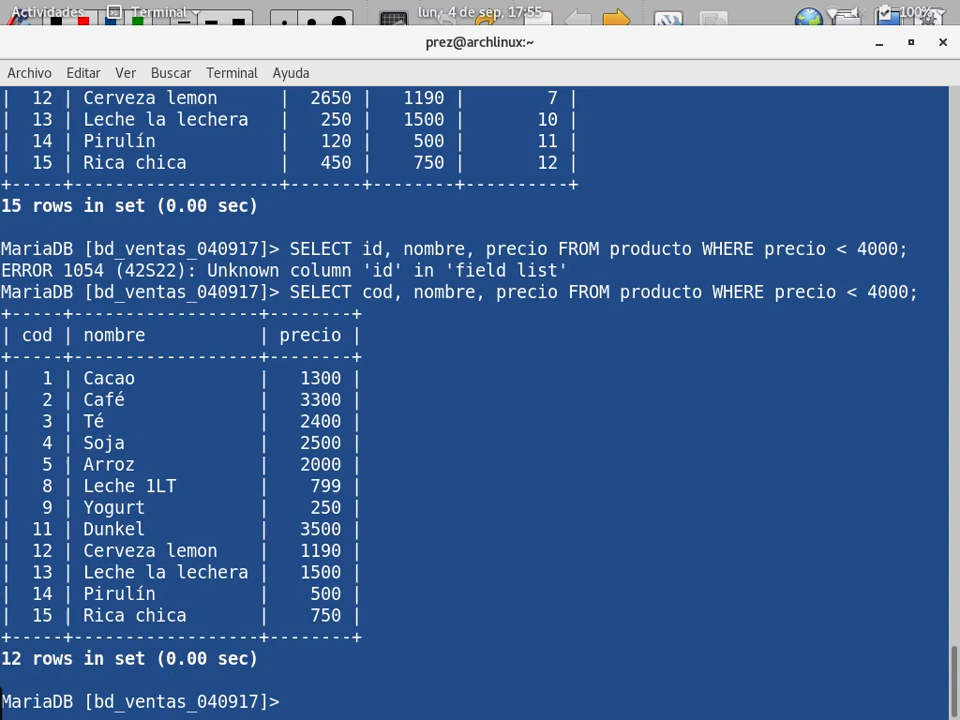 Actividades Terminal lun, 4 de sep, 17:55 100%
prez@archlinux:~
Archivo Editar Ver Buscar Terminal Ayuda
|  12 | Cerveza lemon      |  2650 |   1190 |        7 |
|  13 | Leche la lechera   |   250 |   1500 |       10 |
|  14 | Pirulín            |   120 |    500 |       11 |
|  15 | Rica chica         |   450 |    750 |       12 |
+-----+--------------------+-------+--------+----------+
15 rows in set (0.00 sec)
MariaDB [bd_ventas_040917]> SELECT id, nombre, precio FROM producto WHERE precio < 4000;
ERROR 1054 (42S22): Unknown column 'id' in 'field list'
MariaDB [bd_ventas_040917]> SELECT cod, nombre, precio FROM producto WHERE precio < 4000;
+-----+------------------+--------+
| cod | nombre           | precio |
+-----+------------------+--------+
|   1 | Cacao            |   1300 |
|   2 | Café             |   3300 |
|   3 | Té               |   2400 |
|   4 | Soja             |   2500 |
|   5 | Arroz            |   2000 |
|   8 | Leche 1LT        |    799 |
|   9 | Yogurt           |    250 |
|  11 | Dunkel           |   3500 |
|  12 | Cerveza lemon    |   1190 |
|  13 | Leche la lechera |   1500 |
|  14 | Pirulín          |    500 |
|  15 | Rica chica       |    750 |
+-----+------------------+--------+
12 rows in set (0.00 sec)
MariaDB [bd_ventas_040917]>